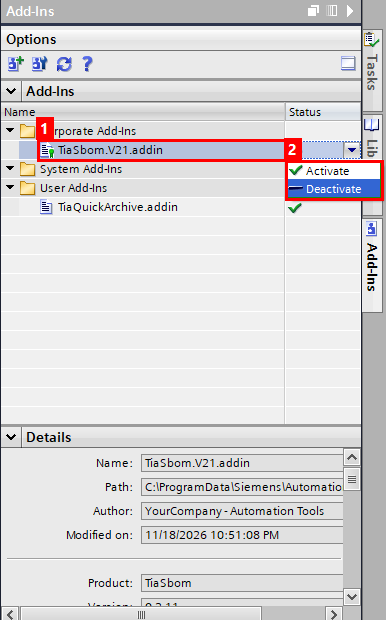 Add-Ins
Options
Add-Ins
Name Status
1
rporate Add-Ins
TiaSbom.V21.addin
2
System Add-Ins
Activate
User Add-Ins
Deactivate
TiaQuickArchive.addin
Details
Name: TiaSbom.V21.addin
Path: C:\ProgramData\Siemens\Automatio
Author: YourCompany - Automation Tools
Modified on: 11/18/2026 10:51:08 PM
Product: TiaSbom
Tasks
Lib
Add-Ins